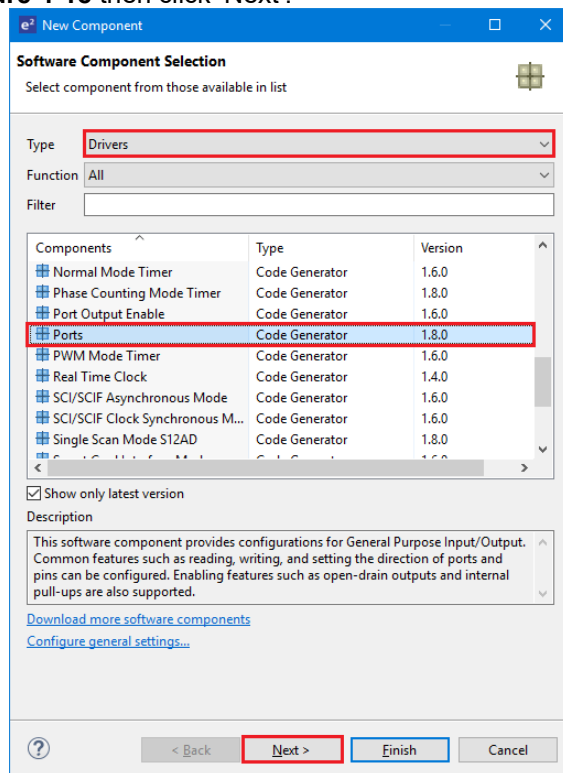 then click 'Next'.
e² New Component
Software Component Selection
Select component from those available in list
Type Drivers
Function All
Filter
Components Type Version
Normal Mode Timer Code Generator 1.6.0
Phase Counting Mode Timer Code Generator 1.8.0
Port Output Enable Code Generator 1.6.0
Ports Code Generator 1.8.0
PWM Mode Timer Code Generator 1.6.0
Real Time Clock Code Generator 1.4.0
SCI/SCIF Asynchronous Mode Code Generator 1.6.0
SCI/SCIF Clock Synchronous M... Code Generator 1.6.0
Single Scan Mode S12AD Code Generator 1.8.0
Show only latest version
Description
This software component provides configurations for General Purpose Input/Output.
Common features such as reading, writing, and setting the direction of ports and
pins can be configured. Enabling features such as open-drain outputs and internal
pull-ups are also supported.
Download more software components
Configure general settings...
? < Back Next > Finish Cancel